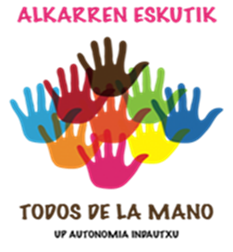 ALKARREN ESKUTIK
TODOS DE LA MANO
UP AUTONOMIA INDAUTXU